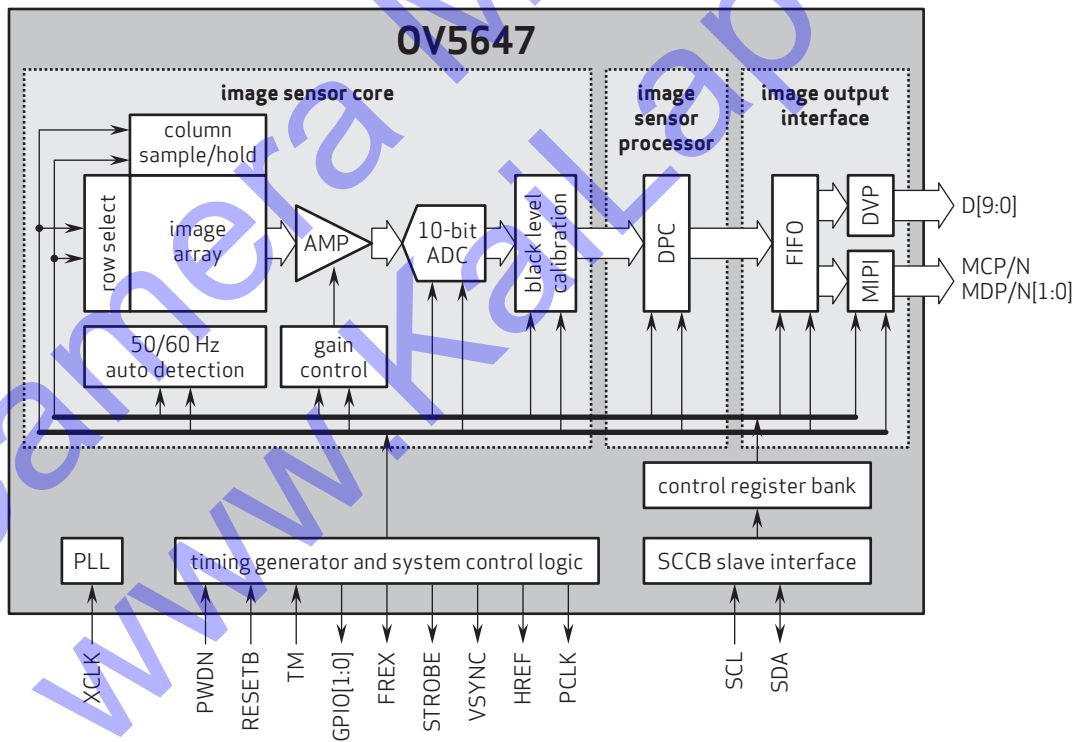 OV5647
image sensor core
image
sensor
processor
image output
interface
column
sample/hold
row select
image
array
AMP
10-bit
ADC
black level
calibration
DPC
FIFO
DVP
MIPI
D[9:0]
MCP/N
MDP/N[1:0]
50/60 Hz
auto detection
gain
control
control register bank
PLL
timing generator and system control logic
SCCB slave interface
XCLK
PWDN
RESETB
TM
GPIO[1:0]
FREX
STROBE
VSYNC
HREF
PCLK
SCL
SDA
Camera M
www.KaiLap